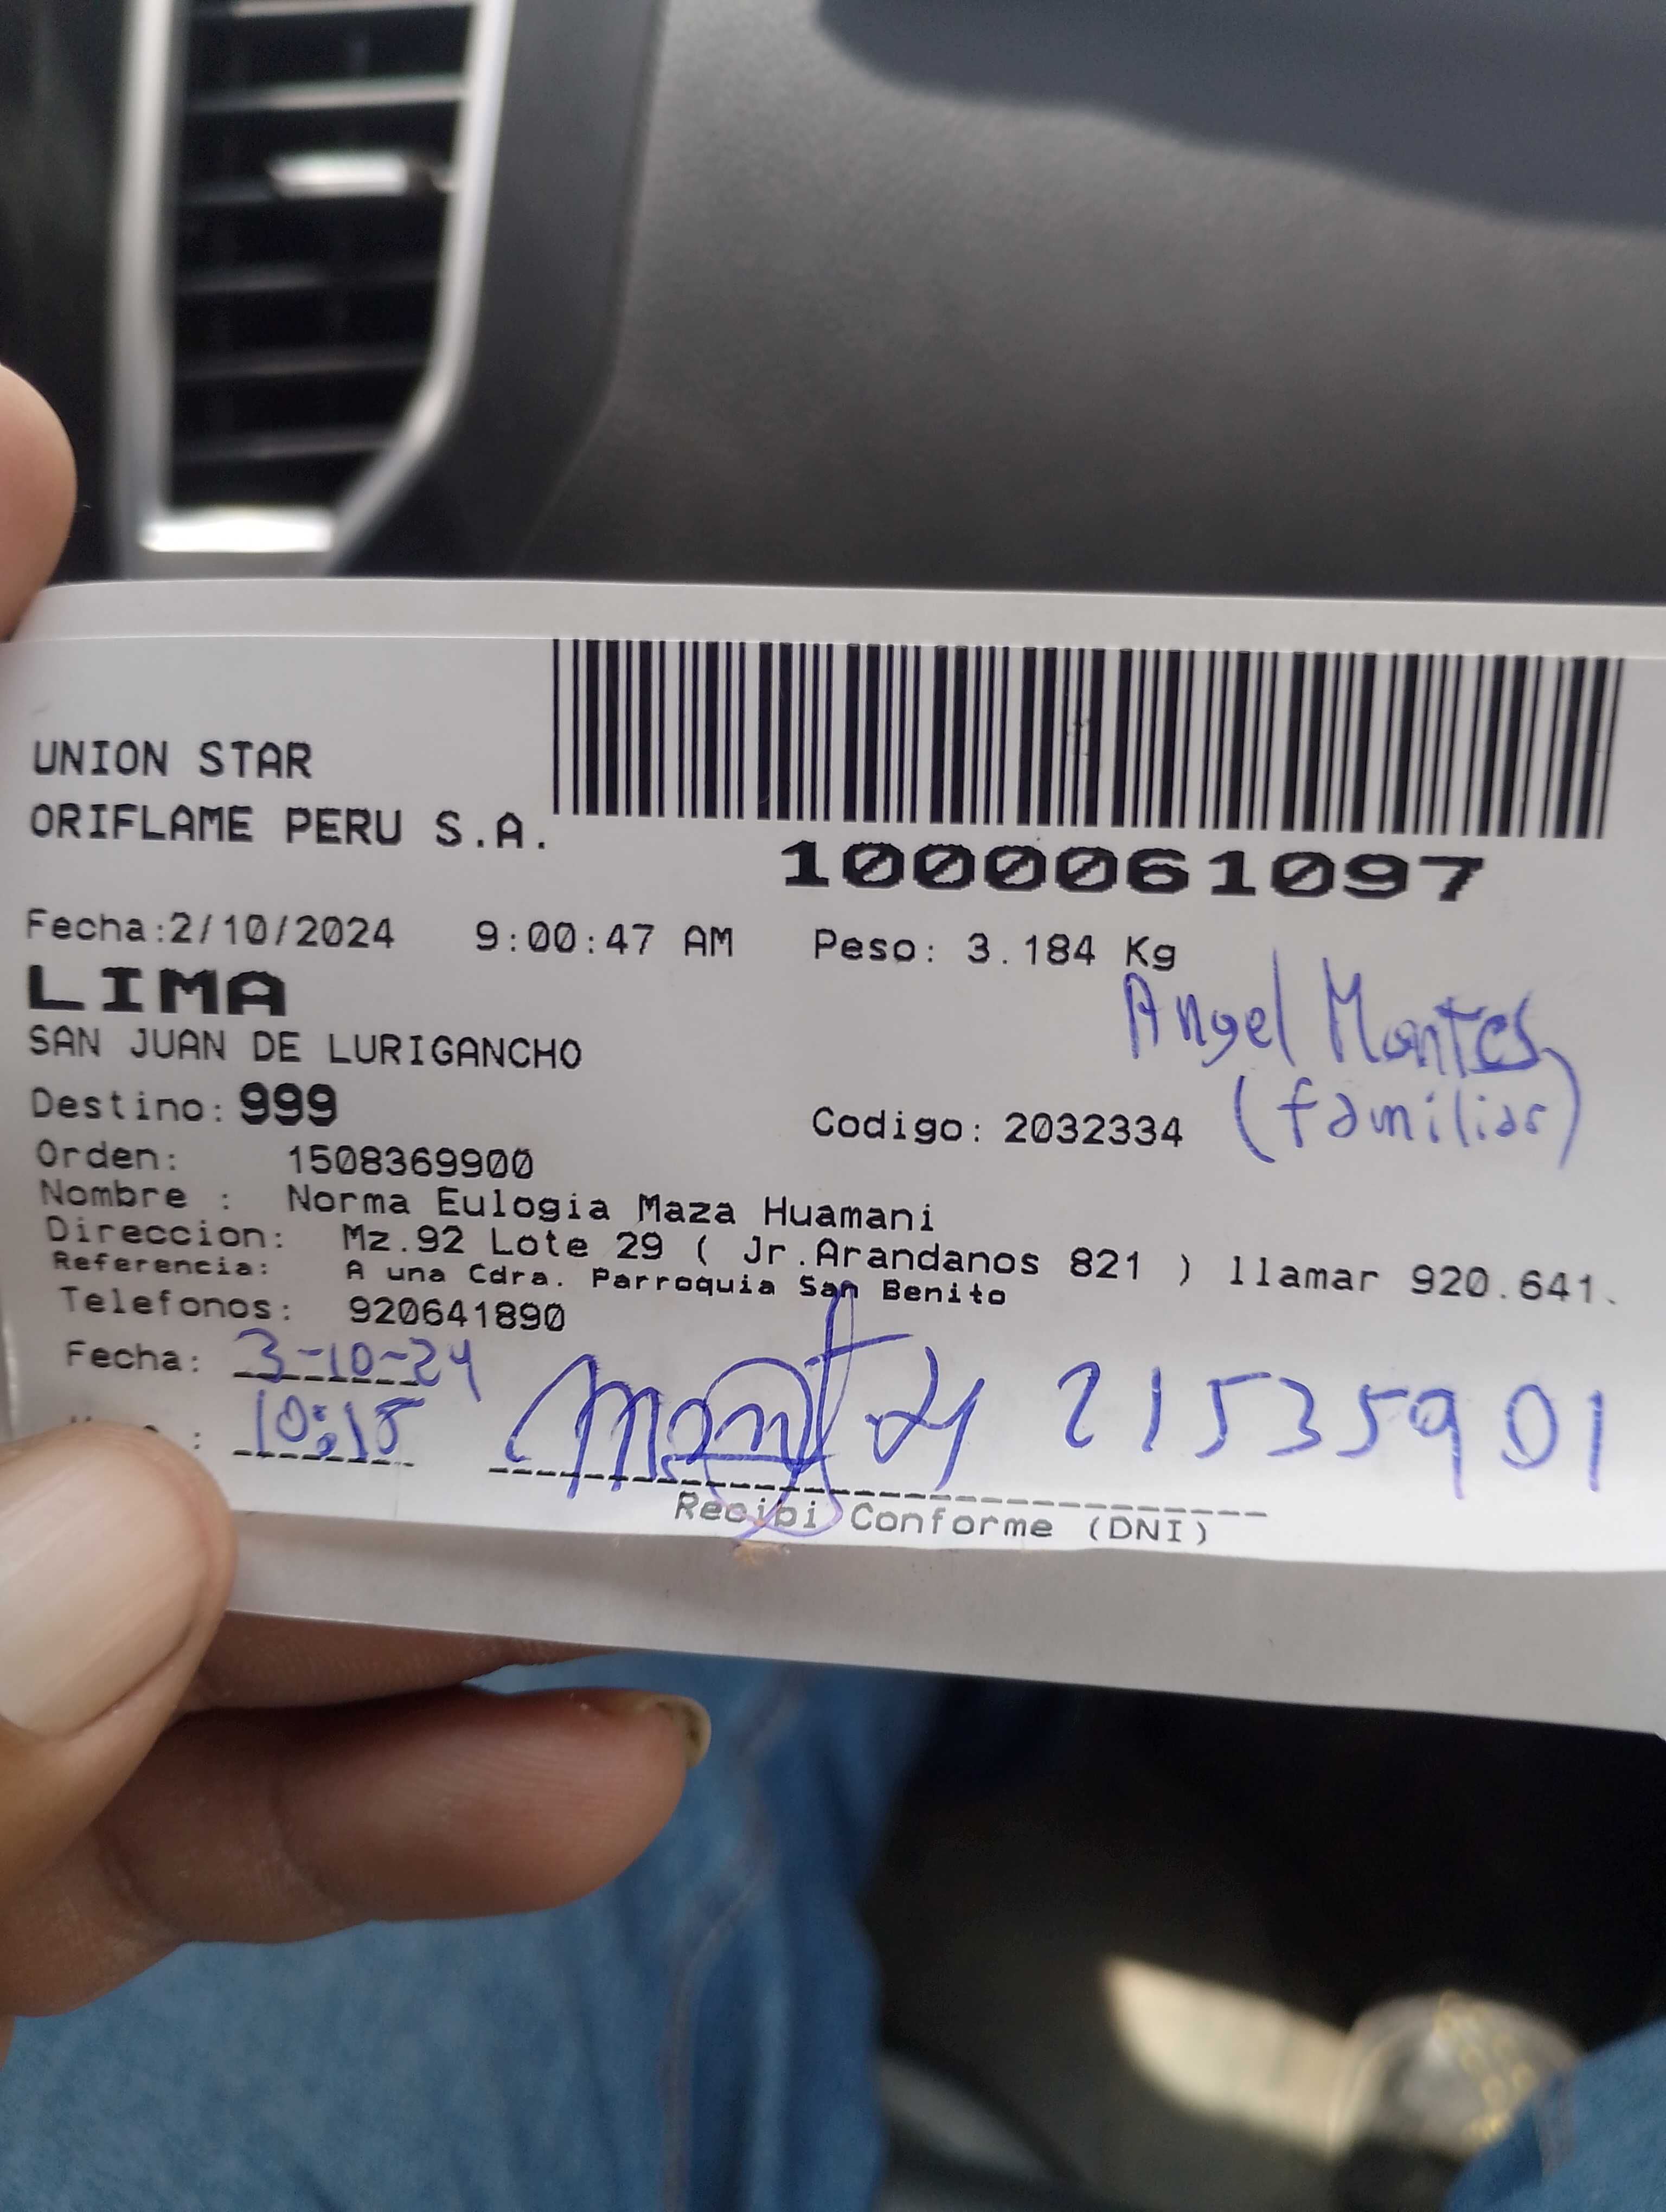 UNION STAR
ORIFLAME PERU S.A.
1000061097
Fecha:2/10/2024 9:00:47 AM Peso: 3.184 Kg
LIMA
Angel Montes
SAN JUAN DE LURIGANCHO
(familiar)
Destino: 999 Codigo: 2032334
Orden: 1508369900
Nombre : Norma Eulogia Maza Huamani
Direccion: Mz.92 Lote 29 ( Jr.Arandanos 821 ) llamar 920.641.
Referencia: A una Cdra. Parroquia San Benito
Telefonos: 920641890
Fecha: 3-10-24
: 10:18 21535901
Recibi Conforme (DNI)